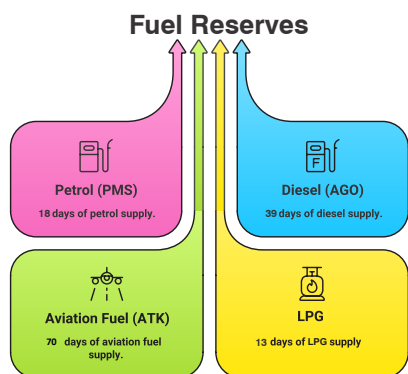 Fuel Reserves
Petrol (PMS)
18 days of petrol supply.
Diesel (AGO)
F
39 days of diesel supply.
Aviation Fuel (ATK)
70 days of aviation fuel
supply.
LPG
13 days of LPG supply